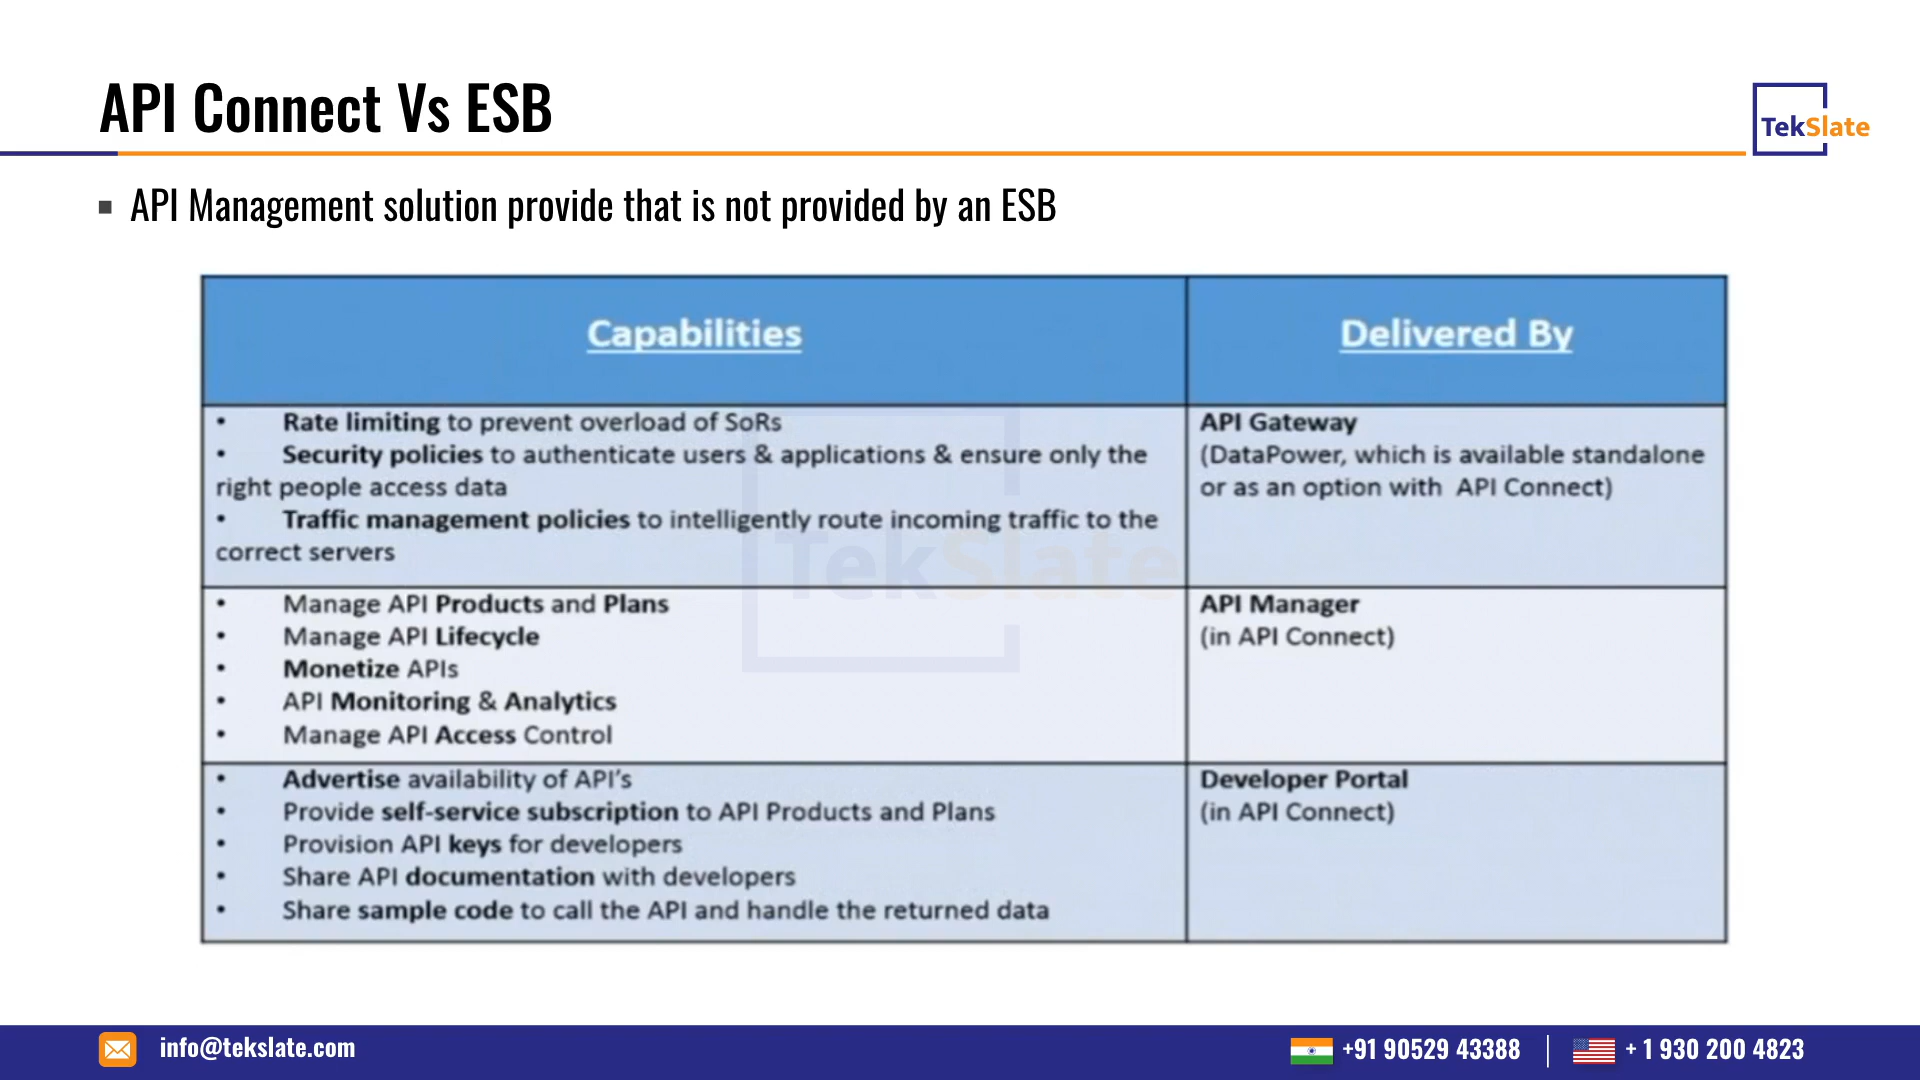 API Connect Vs ESB
TekSlate
▪ API Management solution provide that is not provided by an ESB
Capabilities
Delivered By
• Rate limiting to prevent overload of SoRs
• Security policies to authenticate users & applications & ensure only the
right people access data
• Traffic management policies to intelligently route incoming traffic to the
correct servers
API Gateway
(DataPower, which is available standalone
or as an option with API Connect)
• Manage API Products and Plans
• Manage API Lifecycle
• Monetize APIs
• API Monitoring & Analytics
• Manage API Access Control
API Manager
(in API Connect)
• Advertise availability of API's
• Provide self-service subscription to API Products and Plans
• Provision API keys for developers
• Share API documentation with developers
• Share sample code to call the API and handle the returned data
Developer Portal
(in API Connect)
TekSlate
info@tekslate.com
+91 90529 43388
+ 1 930 200 4823